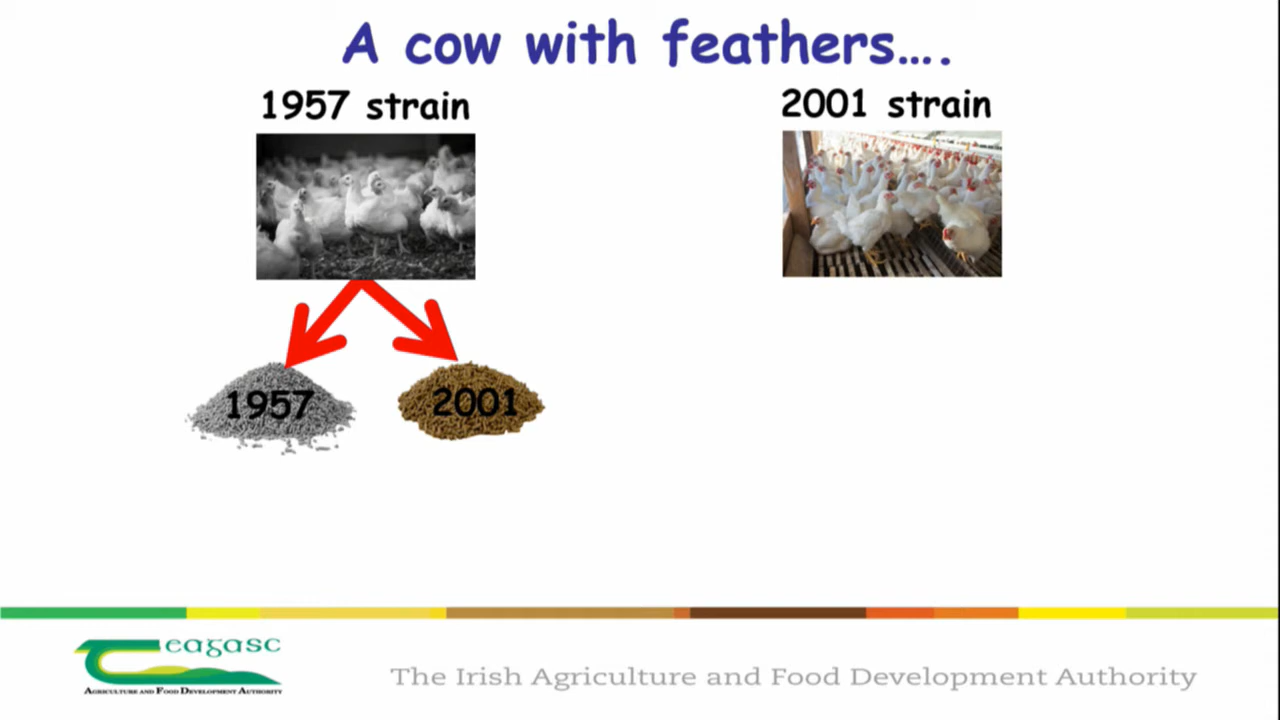 A cow with feathers….
1957 strain
2001 strain
1957
2001
eagasc
AGRICULTURE AND FOOD DEVELOPMENT AUTHORITY
The Irish Agriculture and Food Development Authority